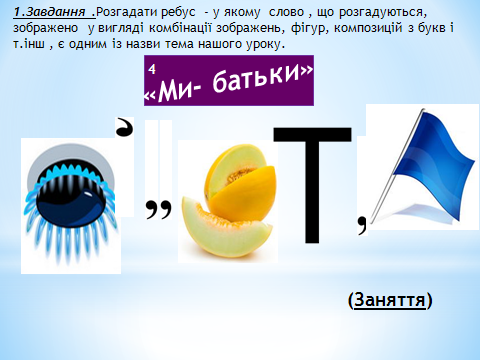 1.Завдання .Розгадати ребус - у якому слово , що розгадуються,
зображено у вигляді комбінації зображень, фігур, композицій з букв і
т.інш , є одним із назви тема нашого уроку.
4
«Ми- батьки»
’ ,, Т ,
(Заняття)